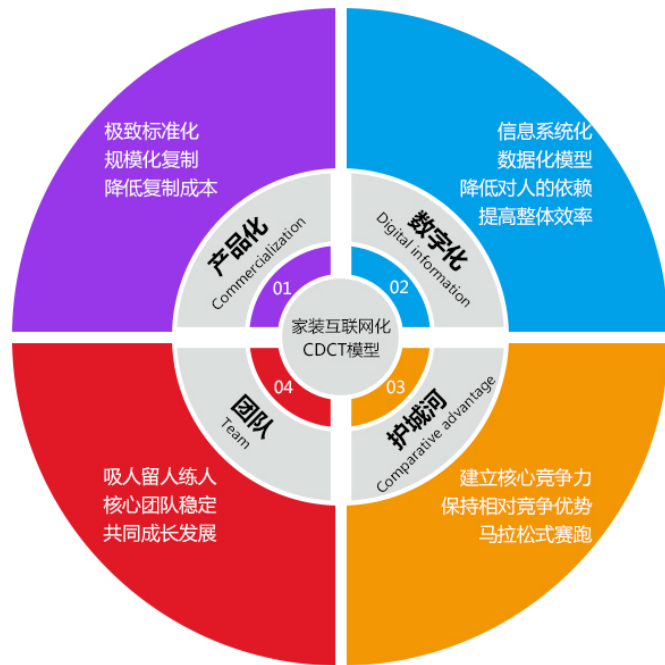 极致标准化
规模化复制
降低复制成本
产品化
Commercialization
01
信息系统化
数据化模型
降低对人的依赖
提高整体效率
数字化
Digital information
02
家装互联网化
CDCT模型
建立核心竞争力
保持相对竞争优势
马拉松式赛跑
护城河
Comparative advantage
03
吸人留人练人
核心团队稳定
共同成长发展
团队
Team
04